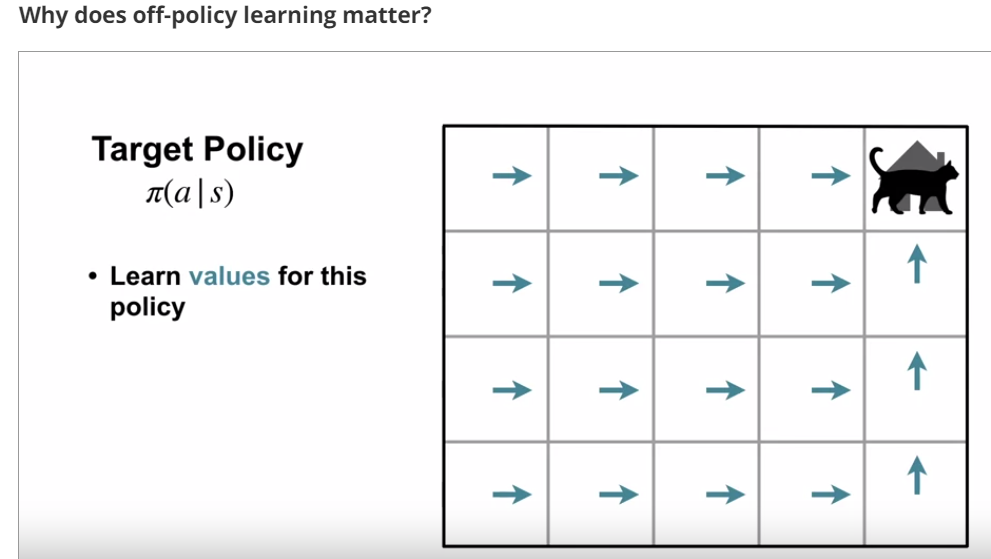 Why does off-policy learning matter?
Target Policy
π(a|s)
• Learn values for this
policy